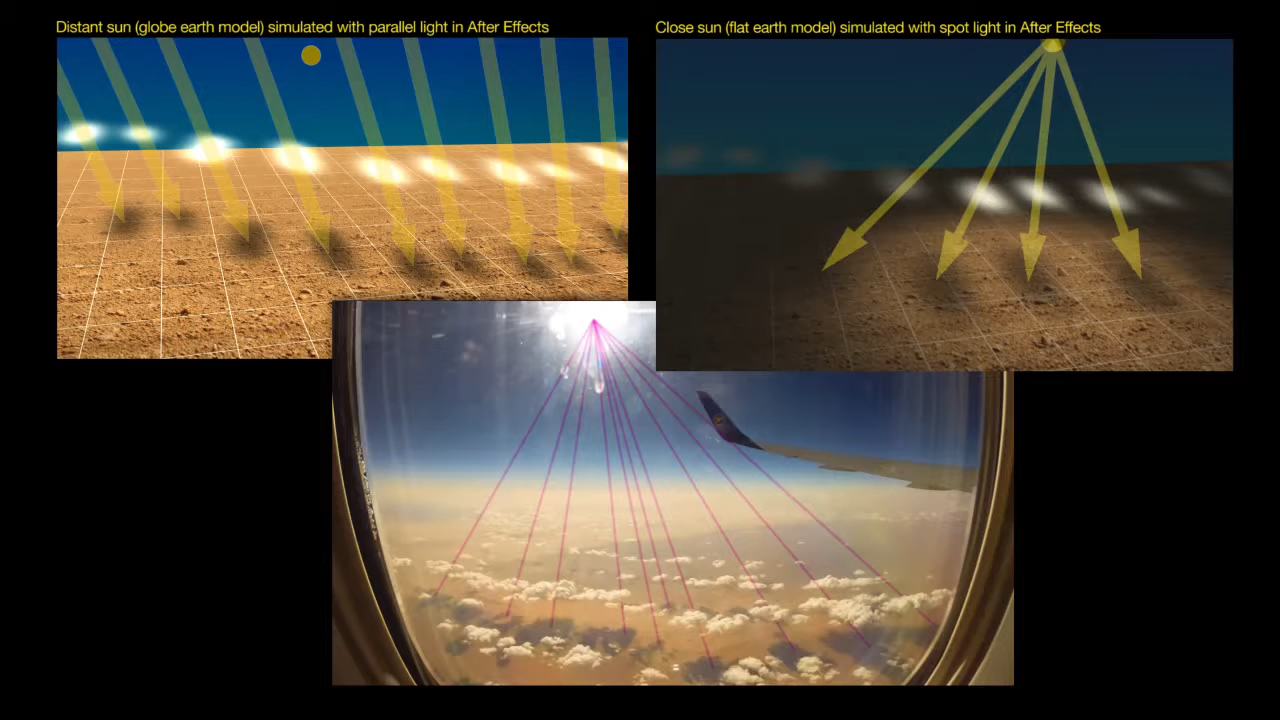 Distant sun (globe earth model) simulated with parallel light in After Effects
Close sun (flat earth model) simulated with spot light in After Effects